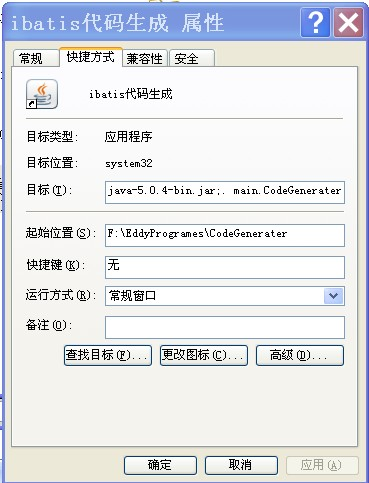 ibatis代码生成 属性
常规 快捷方式 兼容性 安全
ibatis代码生成
目标类型: 应用程序
目标位置: system32
目标(T): java-5.0.4-bin.jar;. main.CodeGenerater
起始位置(S): F:\EddyProgrames\CodeGenerater
快捷键(K): 无
运行方式(R): 常规窗口
备注(O):
查找目标(F)... 更改图标(C)... 高级(D)...
确定 取消 应用(A)